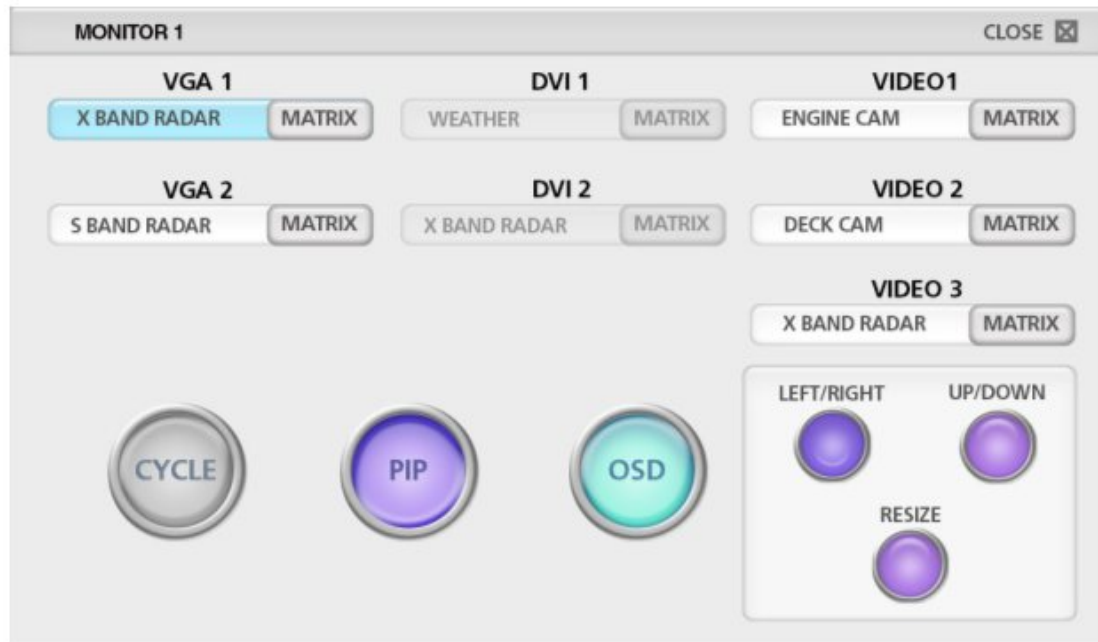 MONITOR 1 CLOSE
VGA 1 DVI 1 VIDEO1
X BAND RADAR MATRIX WEATHER MATRIX ENGINE CAM MATRIX
VGA 2 DVI 2 VIDEO 2
S BAND RADAR MATRIX X BAND RADAR MATRIX DECK CAM MATRIX
VIDEO 3
X BAND RADAR MATRIX
LEFT/RIGHT UP/DOWN
CYCLE PIP OSD
RESIZE